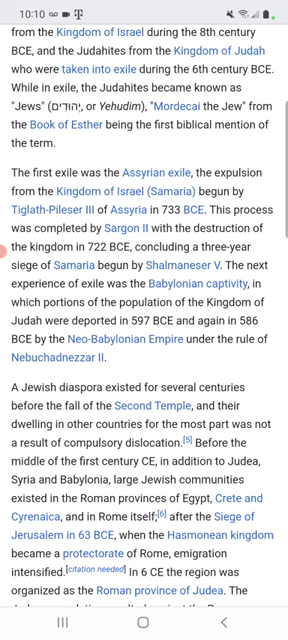 10:10
from the Kingdom of Israel during the 8th century
BCE, and the Judahites from the Kingdom of Judah
who were taken into exile during the 6th century BCE.
While in exile, the Judahites became known as
"Jews" (יְהוּדִים, or Yehudim), "Mordecai the Jew" from
the Book of Esther being the first biblical mention of
the term.
The first exile was the Assyrian exile, the expulsion
from the Kingdom of Israel (Samaria) begun by
Tiglath-Pileser III of Assyria in 733 BCE. This process
was completed by Sargon II with the destruction of
the kingdom in 722 BCE, concluding a three-year
siege of Samaria begun by Shalmaneser V. The next
experience of exile was the Babylonian captivity, in
which portions of the population of the Kingdom of
Judah were deported in 597 BCE and again in 586
BCE by the Neo-Babylonian Empire under the rule of
Nebuchadnezzar II.
A Jewish diaspora existed for several centuries
before the fall of the Second Temple, and their
dwelling in other countries for the most part was not
a result of compulsory dislocation.[5] Before the
middle of the first century CE, in addition to Judea,
Syria and Babylonia, large Jewish communities
existed in the Roman provinces of Egypt, Crete and
Cyrenaica, and in Rome itself;[6] after the Siege of
Jerusalem in 63 BCE, when the Hasmonean kingdom
became a protectorate of Rome, emigration
intensified.[citation needed] In 6 CE the region was
organized as the Roman province of Judea. The